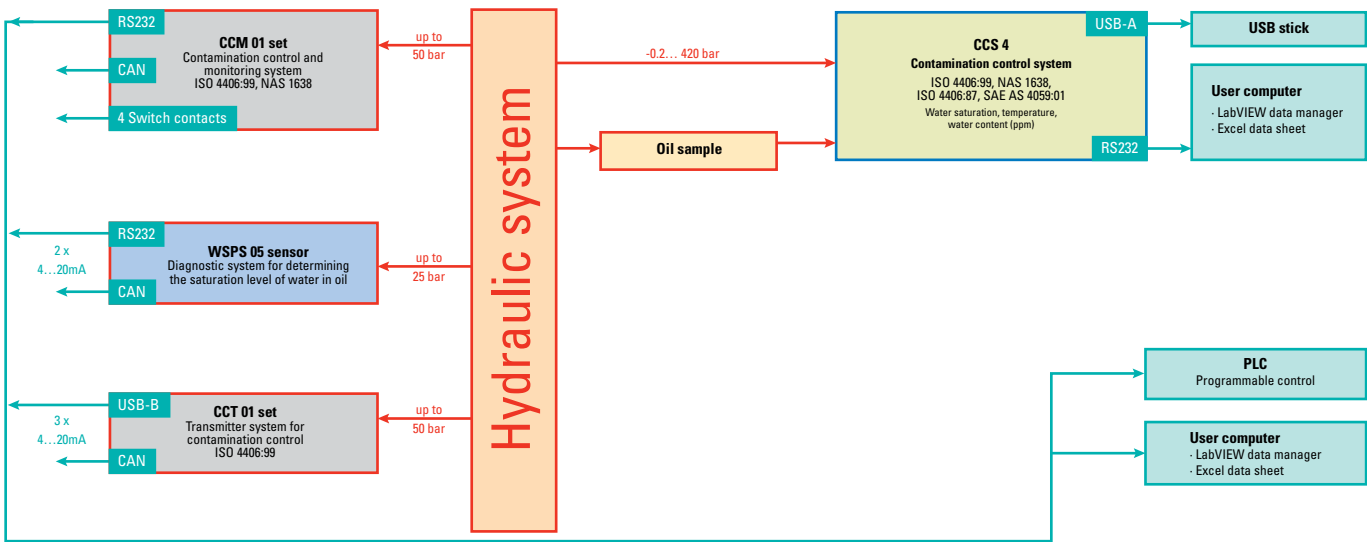 RS232
CCM 01 set
Contamination control and
monitoring system
ISO 4406:99, NAS 1638
CAN
4 Switch contacts
up to
50 bar
RS232
WSPS 05 sensor
Diagnostic system for determining
the saturation level of water in oil
CAN
2 x
4…20mA
up to
25 bar
USB-B
CCT 01 set
Transmitter system for
contamination control
ISO 4406:99
CAN
3 x
4…20mA
up to
50 bar
Hydraulic system
-0.2… 420 bar
Oil sample
USB-A
CCS 4
Contamination control system
ISO 4406:99, NAS 1638,
ISO 4406:87, SAE AS 4059:01
Water saturation, temperature,
water content (ppm)
RS232
USB stick
User computer
· LabVIEW data manager
· Excel data sheet
PLC
Programmable control
User computer
· LabVIEW data manager
· Excel data sheet